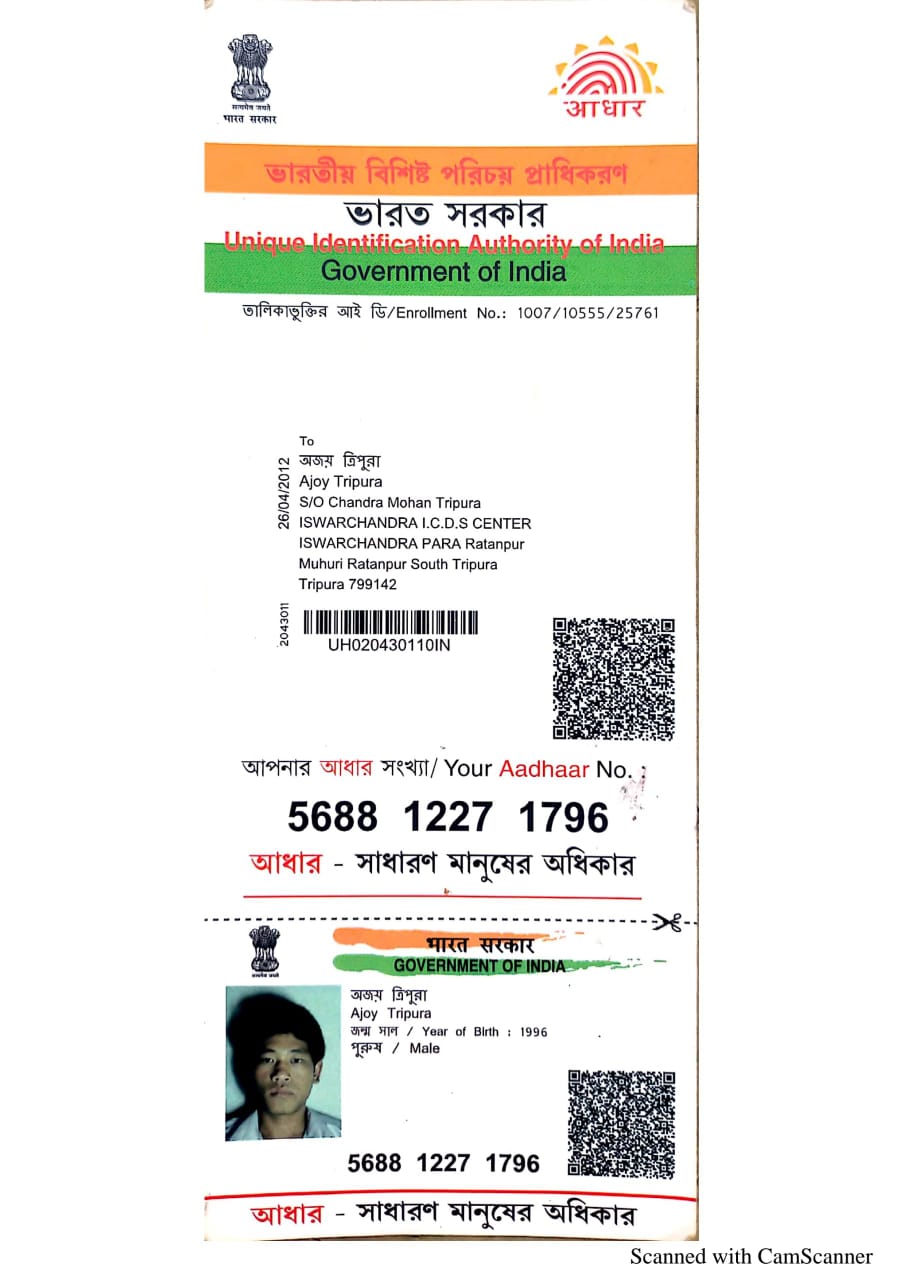 सत्यमेव जयते
भारत सरकार
आधार
ভারতীয় বিশিষ্ট পরিচয় প্রাধিকরণ
ভারত সরকার
Unique Identification Authority of India
Government of India
তালিকাভুক্তির আই ডি/Enrollment No.: 1007/10555/25761
To
অজয় ত্রিপুরা
Ajoy Tripura
S/O Chandra Mohan Tripura
ISWARCHANDRA I.C.D.S CENTER
ISWARCHANDRA PARA Ratanpur
Muhuri Ratanpur South Tripura
Tripura 799142
26/04/2012
2043011
UH020430110IN
আপনার আধার সংখ্যা/ Your Aadhaar No. :
5688 1227 1796
আধার - সাধারণ মানুষের অধিকার
भारत सरकार
GOVERNMENT OF INDIA
सत्यमेव जयते
অজয় ত্রিপুরা
Ajoy Tripura
জন্ম সাল / Year of Birth : 1996
পুরুষ / Male
5688 1227 1796
আধার - সাধারণ মানুষের অধিকার
Scanned with CamScanner